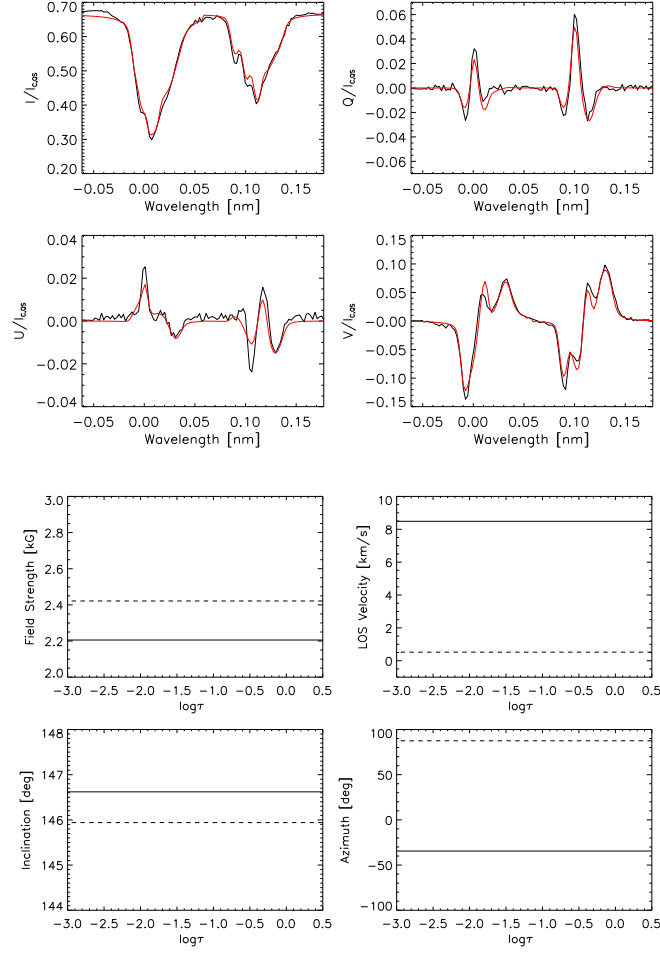 0.70
0.60
0.50
0.40
0.30
0.20
I/I_c,qs
−0.05 0.00 0.05 0.10 0.15
Wavelength [nm]
0.06
0.04
0.02
0.00
−0.02
−0.04
−0.06
Q/I_c,qs
−0.05 0.00 0.05 0.10 0.15
Wavelength [nm]
0.04
0.02
0.00
−0.02
−0.04
U/I_c,qs
−0.05 0.00 0.05 0.10 0.15
Wavelength [nm]
0.15
0.10
0.05
0.00
−0.05
−0.10
−0.15
V/I_c,qs
−0.05 0.00 0.05 0.10 0.15
Wavelength [nm]
3.0
2.8
2.6
2.4
2.2
2.0
Field Strength [kG]
−3.0 −2.5 −2.0 −1.5 −1.0 −0.5 0.0 0.5
logτ
10
8
6
4
2
0
LOS Velocity [km/s]
−3.0 −2.5 −2.0 −1.5 −1.0 −0.5 0.0 0.5
logτ
148
147
146
145
144
Inclination [deg]
−3.0 −2.5 −2.0 −1.5 −1.0 −0.5 0.0 0.5
logτ
100
50
0
−50
−100
Azimuth [deg]
−3.0 −2.5 −2.0 −1.5 −1.0 −0.5 0.0 0.5
logτ